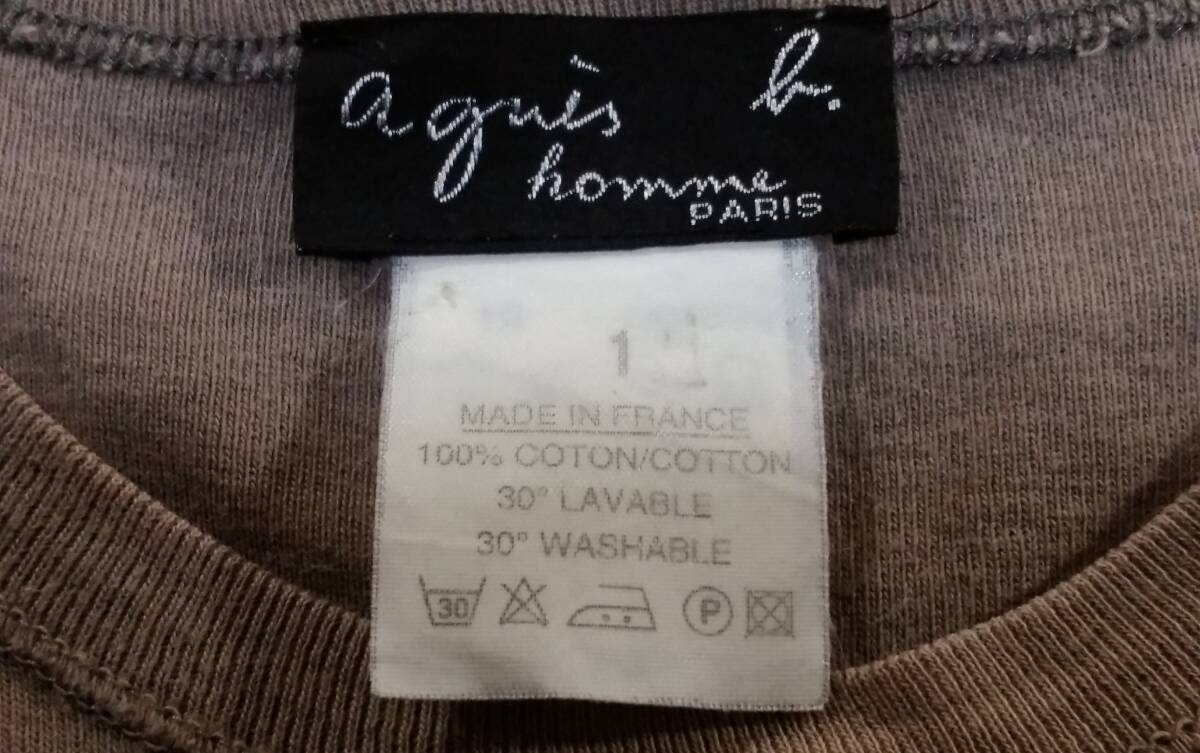 agnès b.
homme
PARIS
1
MADE IN FRANCE
100% COTON/COTTON
30° LAVABLE
30° WASHABLE
30
P